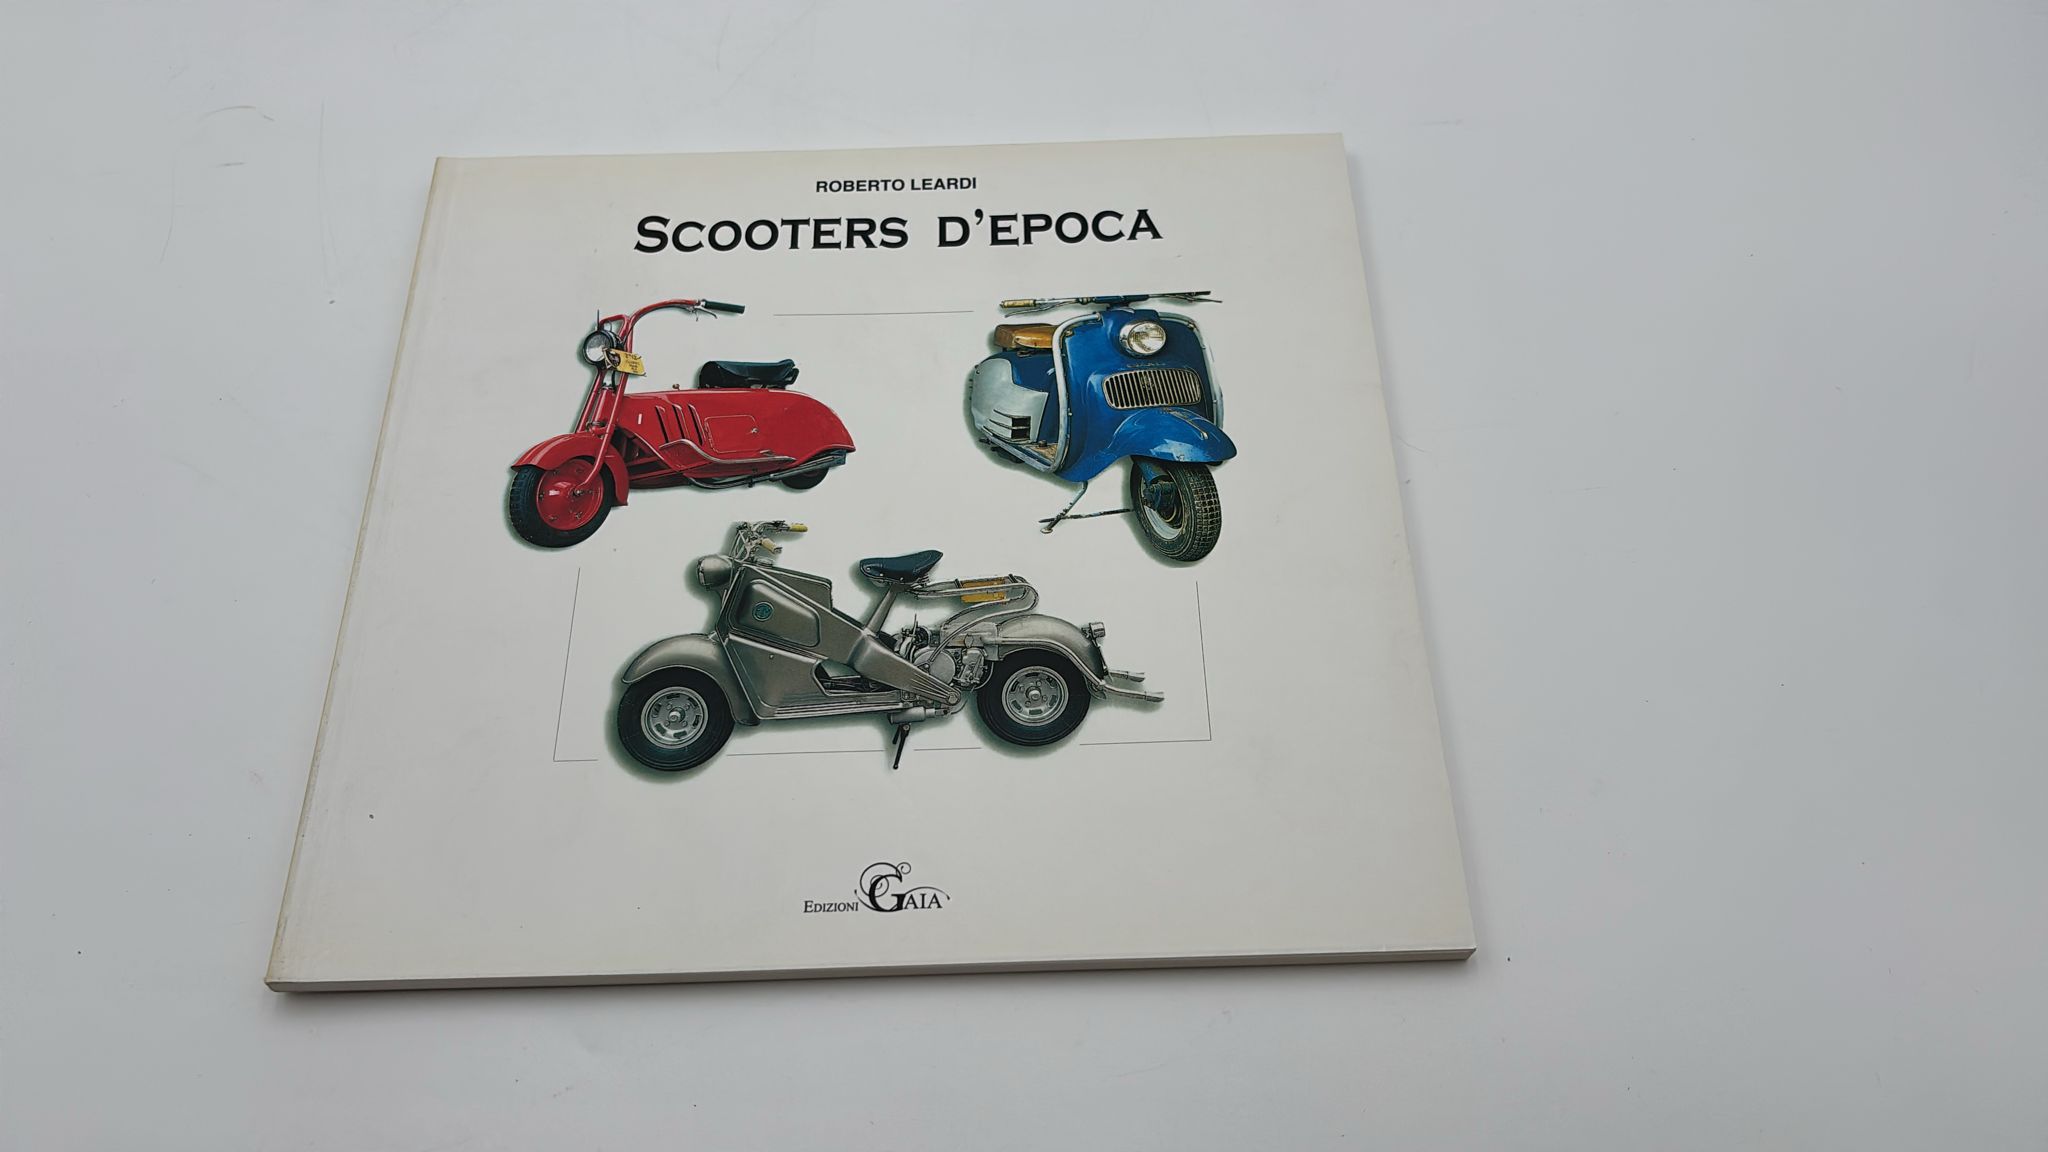 ROBERTO LEARDI
SCOOTERS D'EPOCA
EDIZIONI GAIA